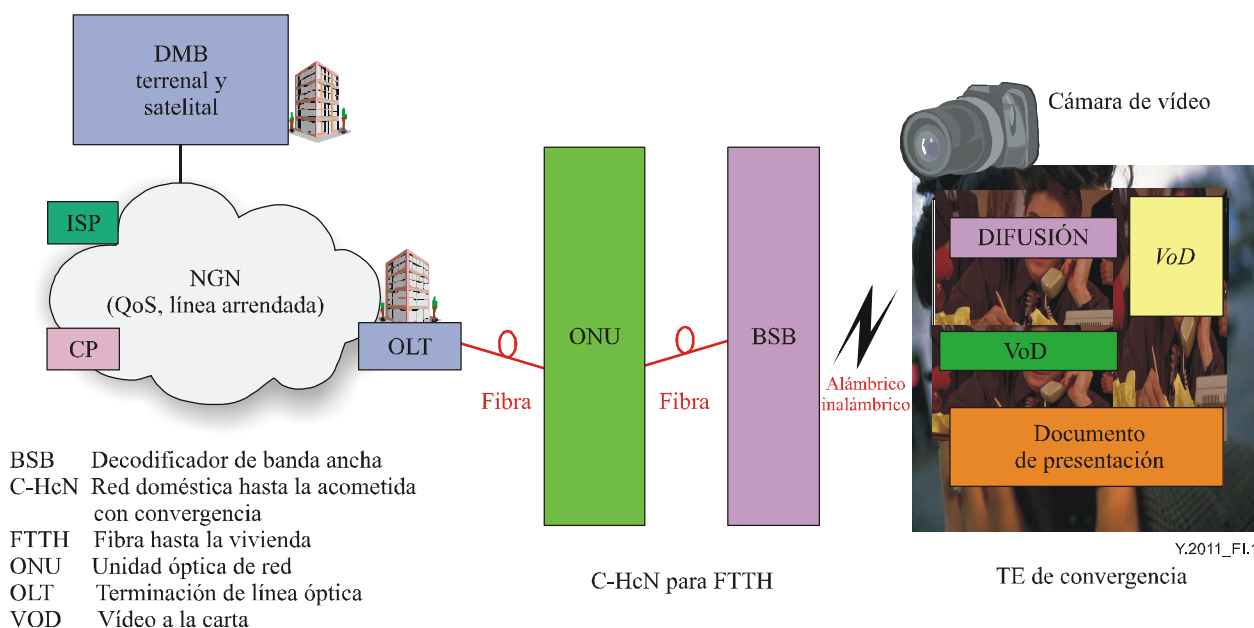 DMB
terrenal y
satelital
ISP
NGN
(QoS, línea arrendada)
CP
OLT
Fibra
ONU
Fibra
BSB
Alámbrico
inalámbrico
Cámara de vídeo
DIFUSIÓN
VoD
VoD
Documento
de presentación
BSB Decodificador de banda ancha
C-HcN Red doméstica hasta la acometida
con convergencia
FTTH Fibra hasta la vivienda
ONU Unidad óptica de red
OLT Terminación de línea óptica
VOD Vídeo a la carta
C-HcN para FTTH
Y.2011_FI.1
TE de convergencia